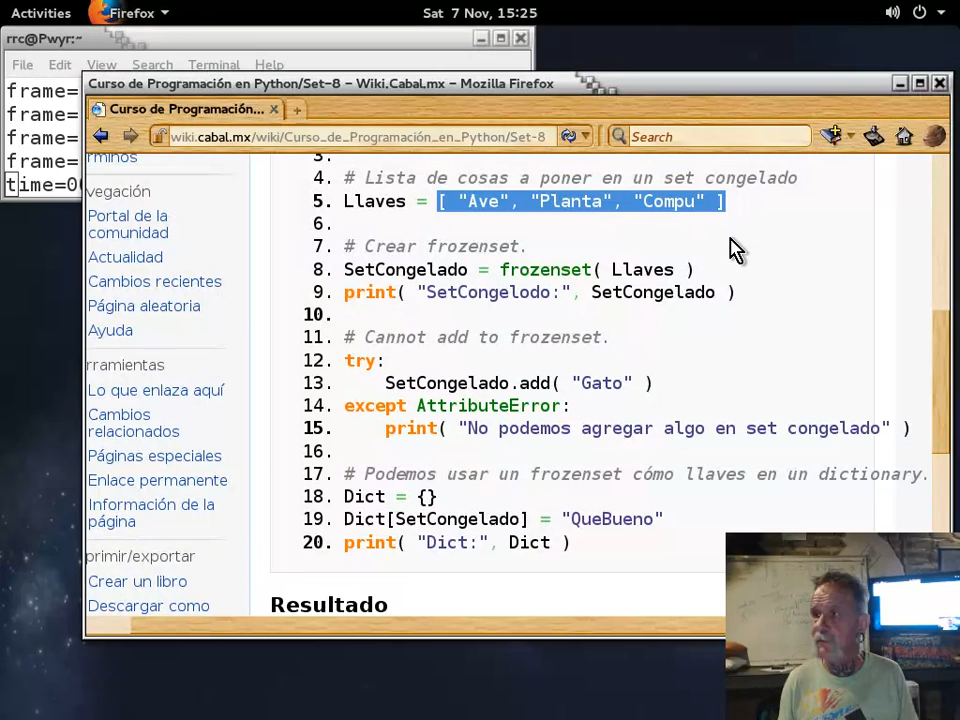 Activities Firefox Sat 7 Nov, 15:25
rrc@Pwyr:~
File Edit View Search Terminal Help
frame=
frame=
frame=
frame=
time=00
Curso de Programación en Python/Set-8 – Wiki.Cabal.mx – Mozilla Firefox
Curso de Programación... × +
wiki.cabal.mx/wiki/Curso_de_Programación_en_Python/Set-8 Search
rminos
vegación
Portal de la
comunidad
Actualidad
Cambios recientes
Página aleatoria
Ayuda
rramientas
Lo que enlaza aquí
Cambios
relacionados
Páginas especiales
Enlace permanente
Información de la
página
primir/exportar
Crear un libro
Descargar como
3.
4. # Lista de cosas a poner en un set congelado
5. Llaves = [ "Ave", "Planta", "Compu" ]
6.
7. # Crear frozenset.
8. SetCongelado = frozenset( Llaves )
9. print( "SetCongelodo:", SetCongelado )
10.
11. # Cannot add to frozenset.
12. try:
13. SetCongelado.add( "Gato" )
14. except AttributeError:
15. print( "No podemos agregar algo en set congelado" )
16.
17. # Podemos usar un frozenset cómo llaves en un dictionary.
18. Dict = {}
19. Dict[SetCongelado] = "QueBueno"
20. print( "Dict:", Dict )
Resultado